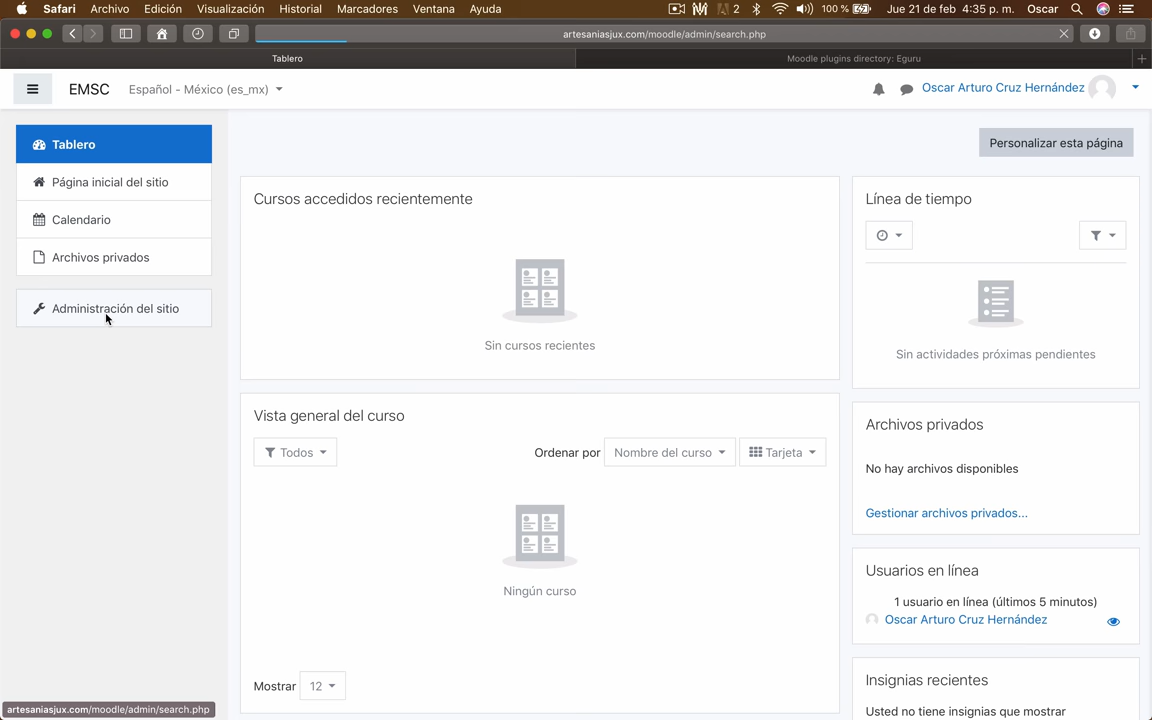 Safari Archivo Edición Visualización Historial Marcadores Ventana Ayuda 2 100 % Jue 21 de feb 4:35 p. m. Oscar
artesaniasjux.com/moodle/admin/search.php
Tablero Moodle plugins directory: Eguru
EMSC Español - México (es_mx) Oscar Arturo Cruz Hernández
Tablero
Página inicial del sitio
Calendario
Archivos privados
Administración del sitio
Personalizar esta página
Cursos accedidos recientemente
Sin cursos recientes
Vista general del curso
Todos Ordenar por Nombre del curso Tarjeta
Ningún curso
Mostrar 12
Línea de tiempo
Sin actividades próximas pendientes
Archivos privados
No hay archivos disponibles
Gestionar archivos privados...
Usuarios en línea
1 usuario en línea (últimos 5 minutos)
Oscar Arturo Cruz Hernández
Insignias recientes
Usted no tiene insignias que mostrar
artesaniasjux.com/moodle/admin/search.php